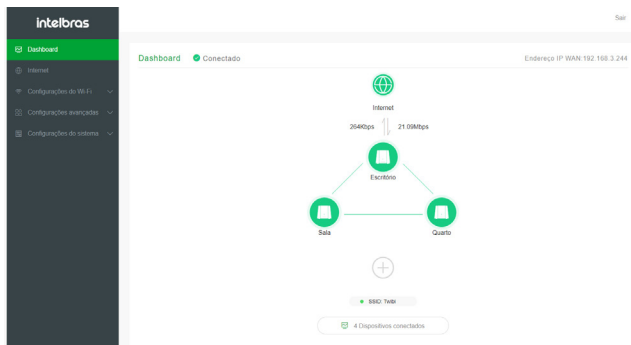 intelbras
Sair
Dashboard
Internet
Configurações do Wi-Fi
Configurações avançadas
Configurações do sistema
Dashboard Conectado
Endereço IP WAN 192.168.3.244
Internet
264Kbps 21.09Mbps
Escritório
Sala
Quarto
SSID: Twibi
4 Dispositivos conectados